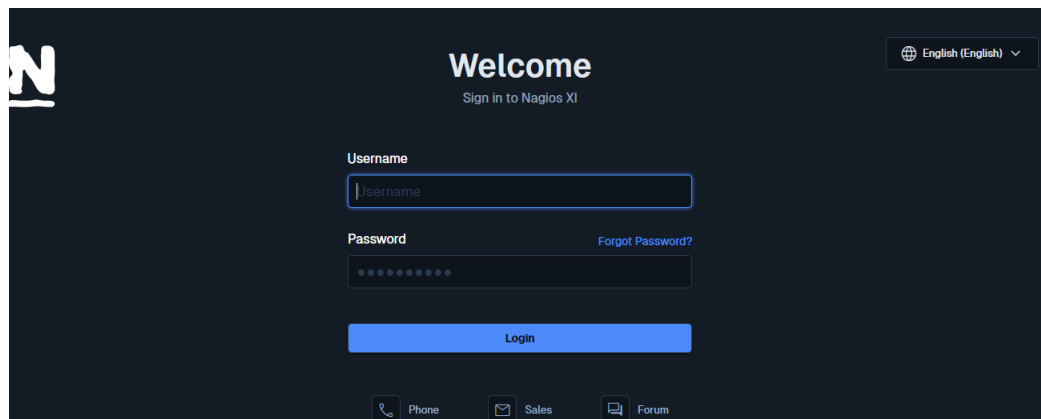 N
Welcome
English (English)
Sign in to Nagios XI
Username
Username
Password
Forgot Password?
Login
Phone
Sales
Forum